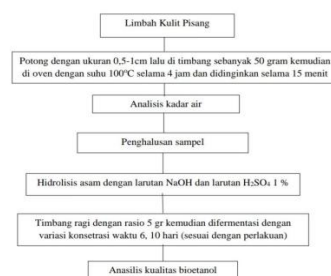 Limbah Kulit Pisang
Potong dengan ukuran 0,5-1cm lalu di timbang sebanyak 50 gram kemudian
di oven dengan suhu 100°C selama 4 jam dan didinginkan selama 15 menit
Analisis kadar air
Penghalusan sampel
Hidrolisis asam dengan larutan NaOH dan larutan H₂SO₄ 1 %
Timbang ragi dengan rasio 5 gr kemudian difermentasi dengan
variasi konsetrasi waktu 6, 10 hari (sesuai dengan perlakuan)
Anasilis kualitas bioetanol